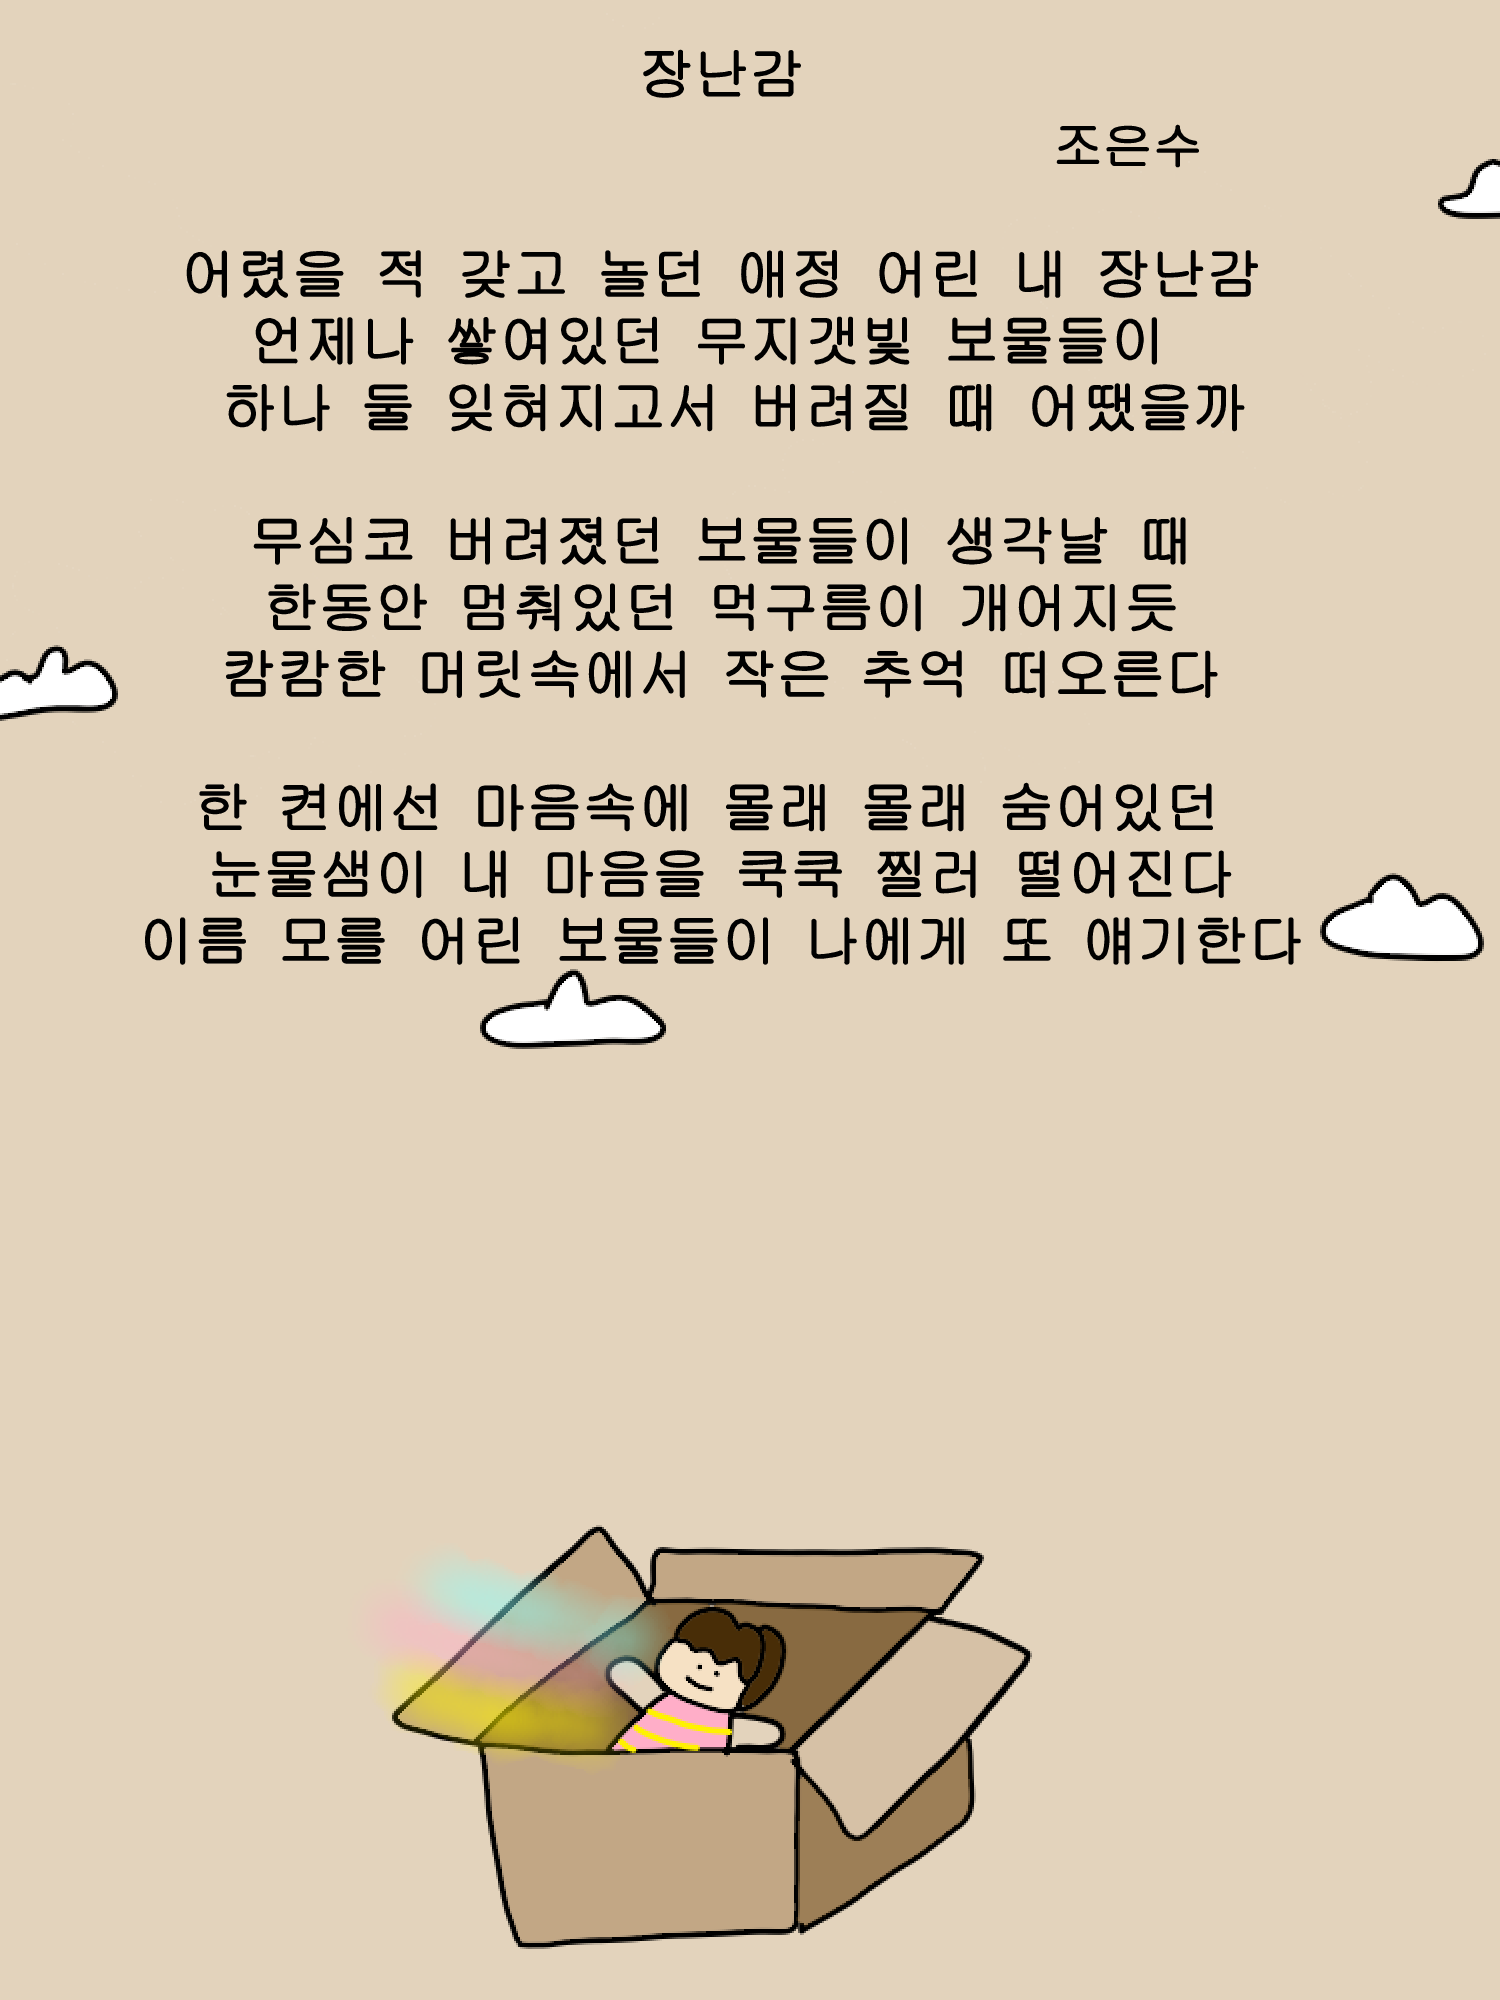 장난감
조은수
어렸을 적 갖고 놀던 애정 어린 내 장난감
언제나 쌓여있던 무지갯빛 보물들이
하나 둘 잊혀지고서 버려질 때 어땠을까
무심코 버려졌던 보물들이 생각날 때
한동안 멈춰있던 먹구름이 개어지듯
캄캄한 머릿속에서 작은 추억 떠오른다
한 켠에선 마음속에 몰래 몰래 숨어있던
눈물샘이 내 마음을 쿡쿡 찔러 떨어진다
이름 모를 어린 보물들이 나에게 또 얘기한다